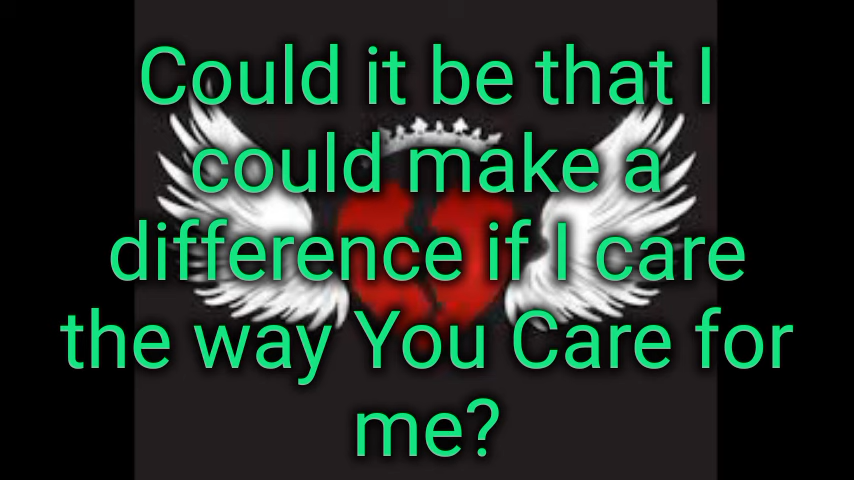 Could it be that I
could make a
difference if I care
the way You Care for
me?